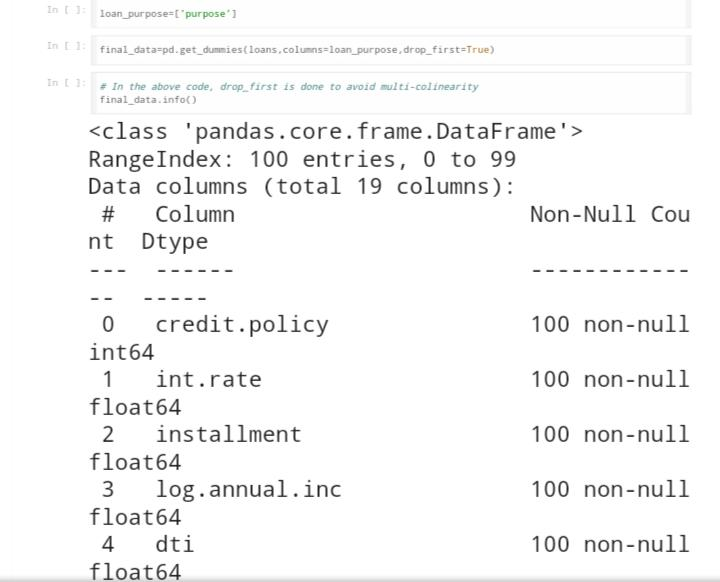 In [ ]: loan_purpose=['purpose']
In [ ]: final_data=pd.get_dummies(loans,columns=loan_purpose,drop_first=True)
In [ ]: # In the above code, drop_first is done to avoid multi-colinearity
final_data.info()
<class 'pandas.core.frame.DataFrame'>
RangeIndex: 100 entries, 0 to 99
Data columns (total 19 columns):
 #   Column                      Non-Null Cou
nt  Dtype
---  ------                      ------------
--  -----
 0   credit.policy               100 non-null
int64
 1   int.rate                    100 non-null
float64
 2   installment                 100 non-null
float64
 3   log.annual.inc              100 non-null
float64
 4   dti                         100 non-null
float64